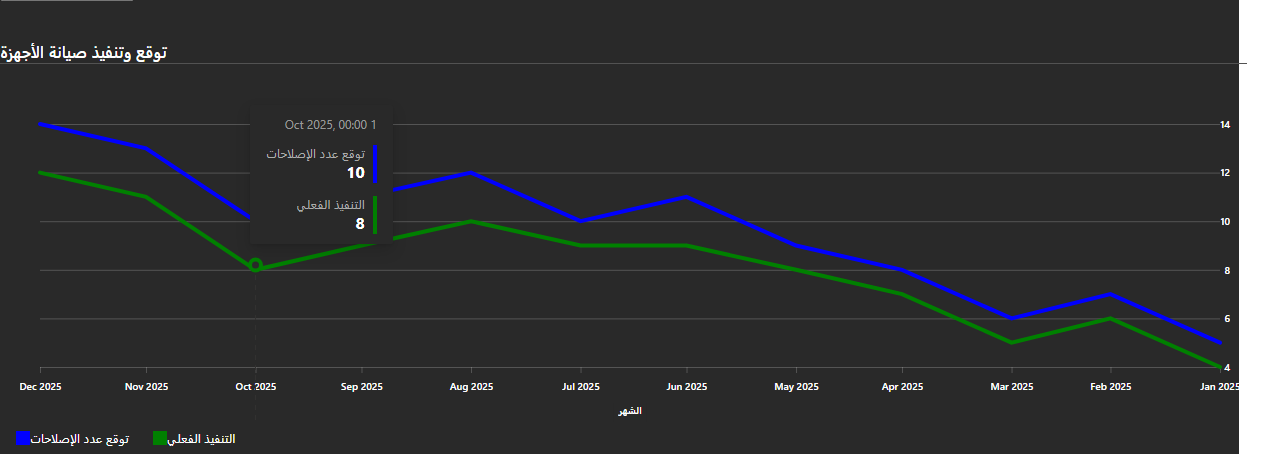 توقع وتنفيذ صيانة الأجهزة
1 Oct 2025, 00:00
توقع عدد الإصلاحات
10
التنفيذ الفعلي
8
14
12
10
8
6
4
Dec 2025 Nov 2025 Oct 2025 Sep 2025 Aug 2025 Jul 2025 Jun 2025 May 2025 Apr 2025 Mar 2025 Feb 2025 Jan 2025
الشهر
توقع عدد الإصلاحات التنفيذ الفعلي